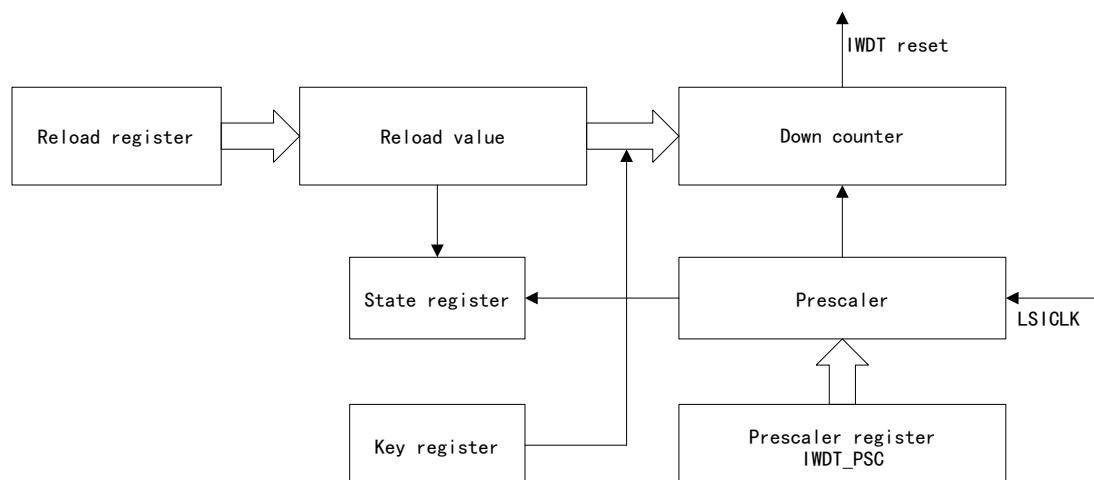 IWDT reset
Reload register
Reload value
Down counter
State register
Prescaler
LSICLK
Key register
Prescaler register
IWDT_PSC